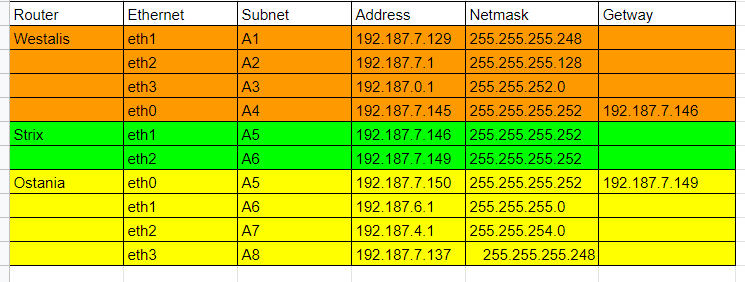 Router Ethernet Subnet Address Netmask Getway
Westalis eth1 A1 192.187.7.129 255.255.255.248
eth2 A2 192.187.7.1 255.255.255.128
eth3 A3 192.187.0.1 255.255.252.0
eth0 A4 192.187.7.145 255.255.255.252 192.187.7.146
Strix eth1 A5 192.187.7.146 255.255.255.252
eth2 A6 192.187.7.149 255.255.255.252
Ostania eth0 A5 192.187.7.150 255.255.255.252 192.187.7.149
eth1 A6 192.187.6.1 255.255.255.0
eth2 A7 192.187.4.1 255.255.254.0
eth3 A8 192.187.7.137 255.255.255.248